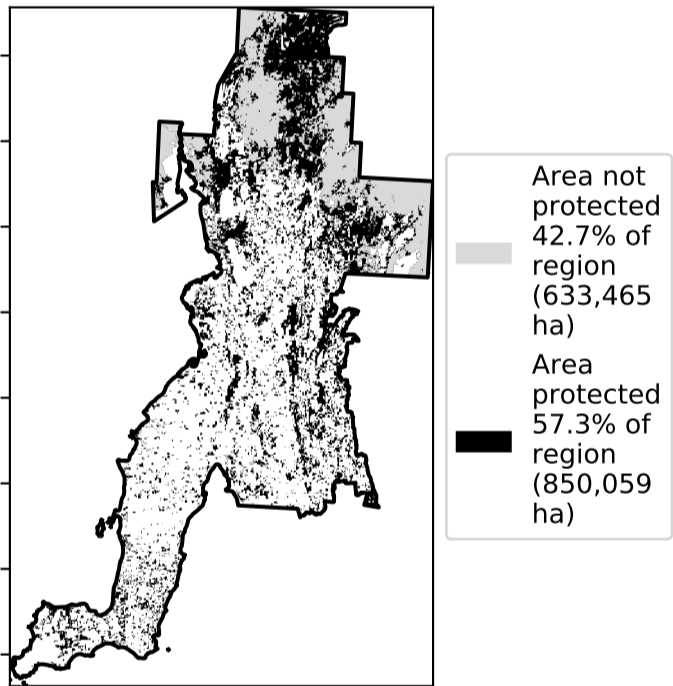 Area not
protected
42.7% of
region
(633,465
ha)
Area
protected
57.3% of
region
(850,059
ha)